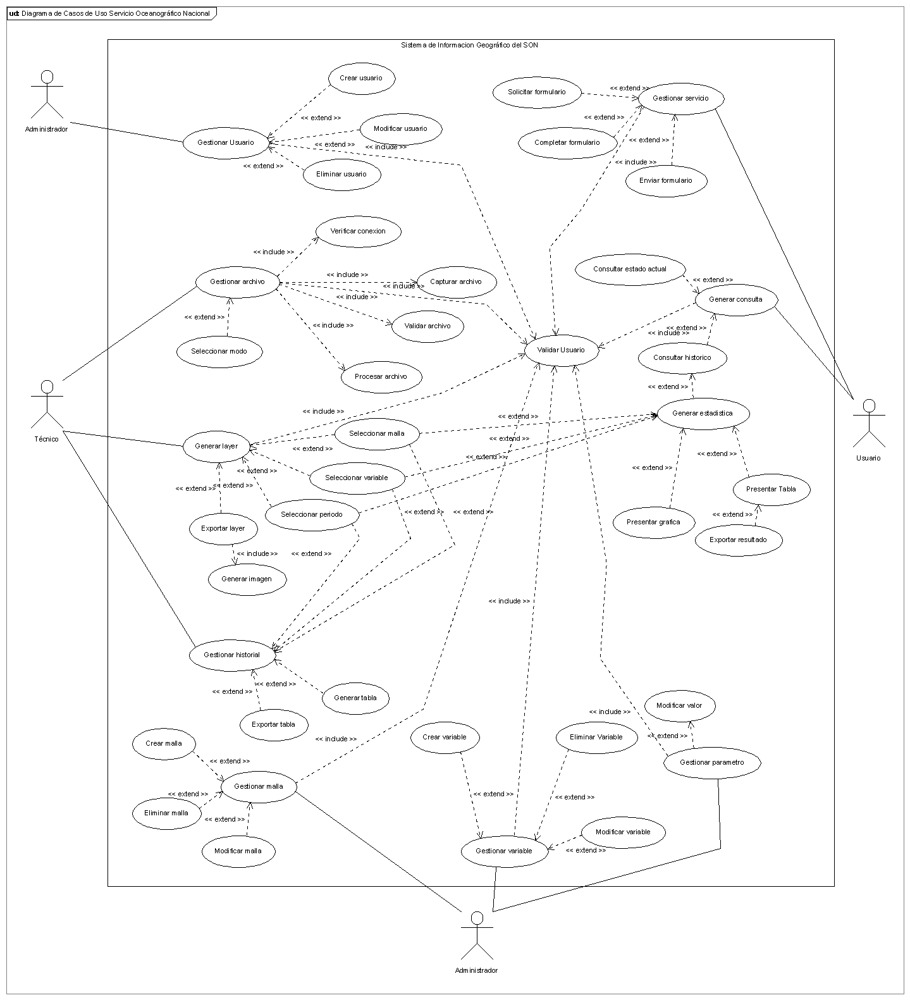 ud: Diagrama de Casos de Uso Servicio Oceanográfico Nacional
Sistema de Informacion Geográfico del SON
Administrador
Crear usuario
<< extend >>
Modificar usuario
Gestionar Usuario
<< extend >>
<< include >>
<< extend >>
Eliminar usuario
Solicitar formulario
<< extend >>
Gestionar servicio
<< extend >>
Completar formulario
<< extend >>
<< include >>
Enviar formulario
Verificar conexion
<< include >>
Gestionar archivo
<< include >>
Capturar archivo
<< include >>
<< include >>
<< extend >>
<< include >>
Validar archivo
Seleccionar modo
Procesar archivo
Consultar estado actual
<< extend >>
Generar consulta
<< extend >>
<< include >>
Validar Usuario
Consultar historico
<< extend >>
Generar estadistica
Técnico
Usuario
<< include >>
<< extend >>
Seleccionar malla
<< extend >>
Generar layer
<< extend >>
<< extend >>
<< extend >>
Seleccionar variable
<< extend >>
<< extend >>
Seleccionar periodo
<< extend >>
<< extend >>
Exportar layer
<< include >>
<< extend >>
Generar imagen
<< extend >>
<< extend >>
Presentar Tabla
Presentar grafica
<< extend >>
Exportar resultado
<< include >>
Gestionar historial
<< extend >>
<< extend >>
Generar tabla
Exportar tabla
<< include >>
Crear malla
<< extend >>
Gestionar malla
<< extend >>
Eliminar malla
<< extend >>
Modificar malla
Crear variable
Eliminar Variable
<< extend >>
<< extend >>
Modificar variable
Gestionar variable
<< extend >>
Modificar valor
<< include >>
<< extend >>
Gestionar parametro
Administrador